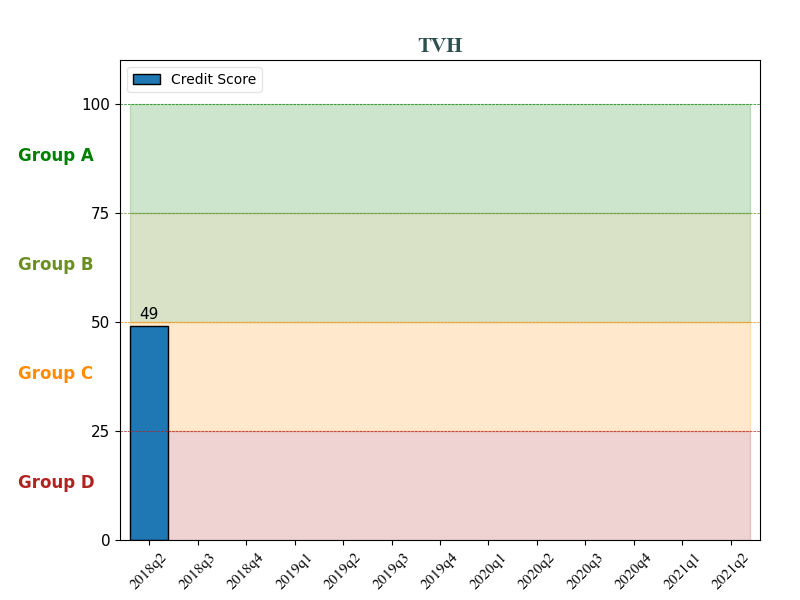 TVH
Credit Score
100
Group A
75
Group B
50
49
Group C
25
Group D
0
2018q2
2018q3
2018q4
2019q1
2019q2
2019q3
2019q4
2020q1
2020q2
2020q3
2020q4
2021q1
2021q2